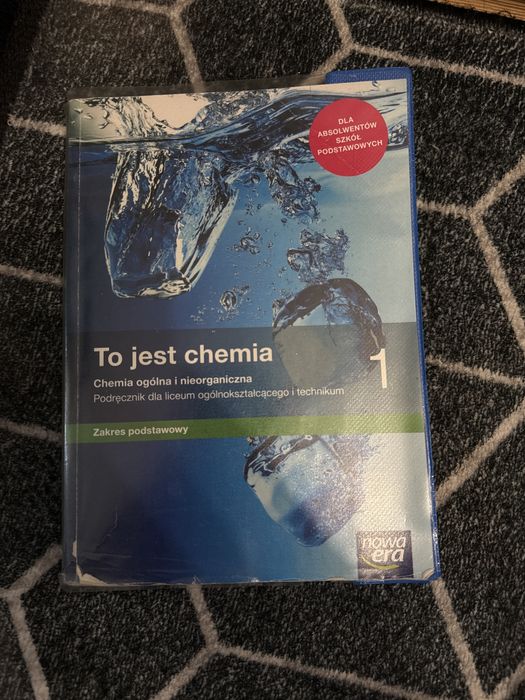 DLA
ABSOLWENTÓW
SZKÓŁ
PODSTAWOWYCH
To jest chemia
1
Chemia ogólna i nieorganiczna
Podręcznik dla liceum ogólnokształcącego i technikum
Zakres podstawowy
nowa
era